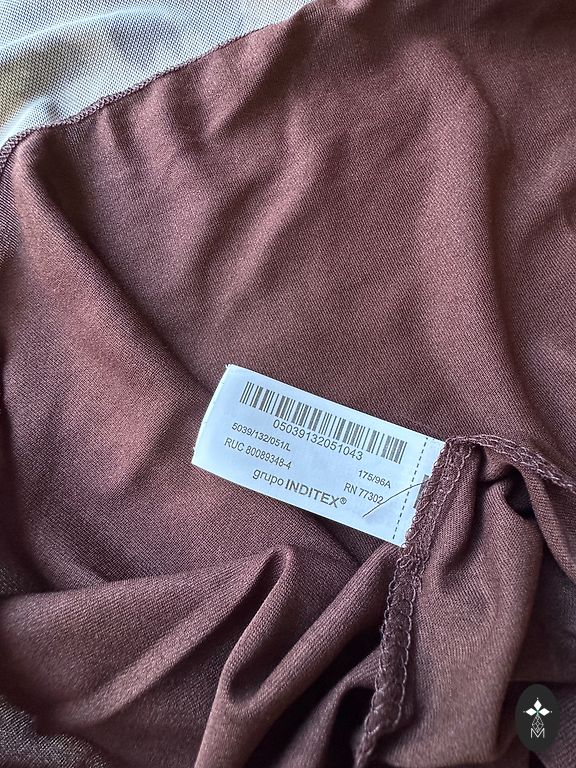 05039132051043
5039/132/051/L 175/96A
RUC 80089348-4 RN 77302
grupo INDITEX®
M